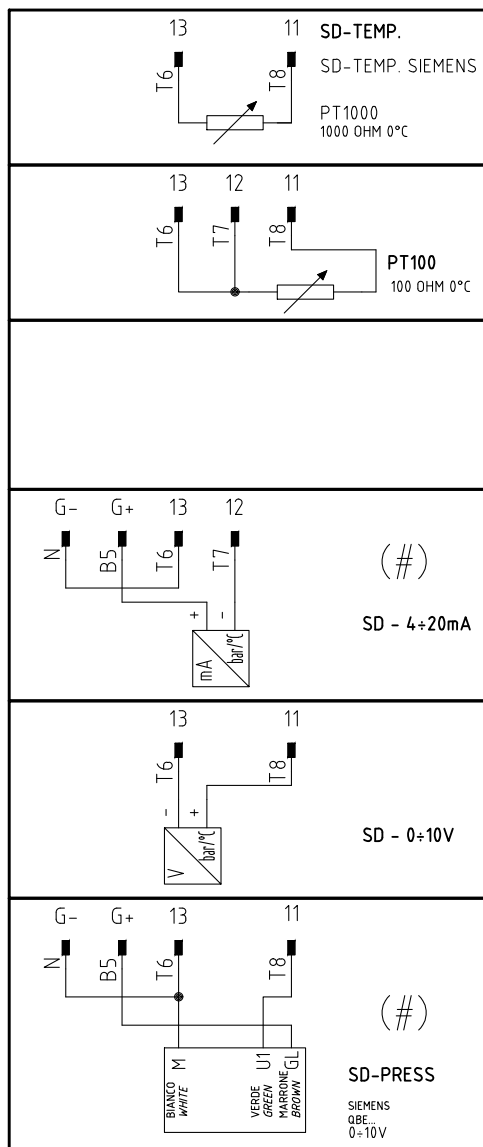 13 11 SD-TEMP.
T6 T8 SD-TEMP. SIEMENS
PT1000
1000 OHM 0°C
13 12 11
T6 T7 T8
PT100
100 OHM 0°C
G- G+ 13 12
N B5 T6 T7
(#)
+ -
mA bar/°C
SD - 4÷20mA
13 11
T6 T8
- +
V bar/°C
SD - 0÷10V
G- G+ 13 11
N B5 T6 T8
(#)
M U1 GL
BIANCO
WHITE
VERDE
GREEN
MARRONE
BROWN
SD-PRESS
SIEMENS
QBE...
0÷10V